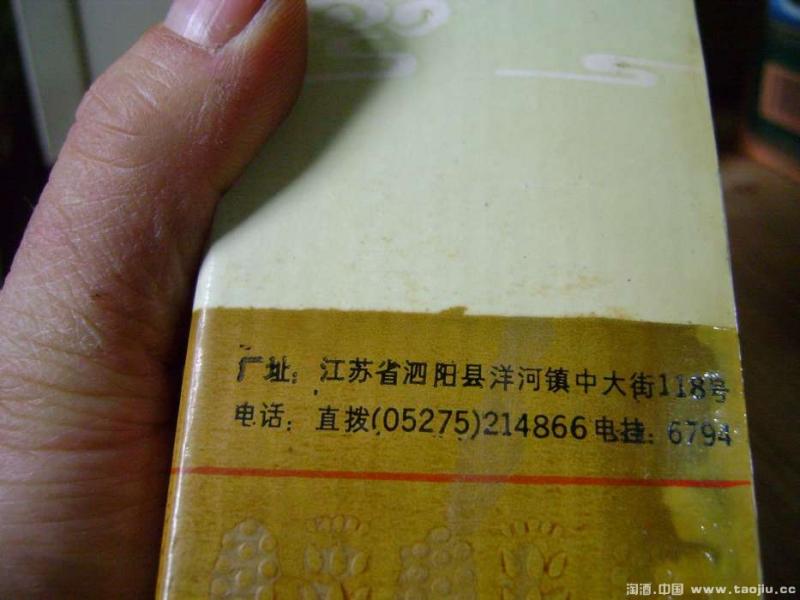 厂址：江苏省泗阳县洋河镇中大街118号
电话：直拨(05275)214866电挂：6794
淘酒.中国 www.taojiu.cc